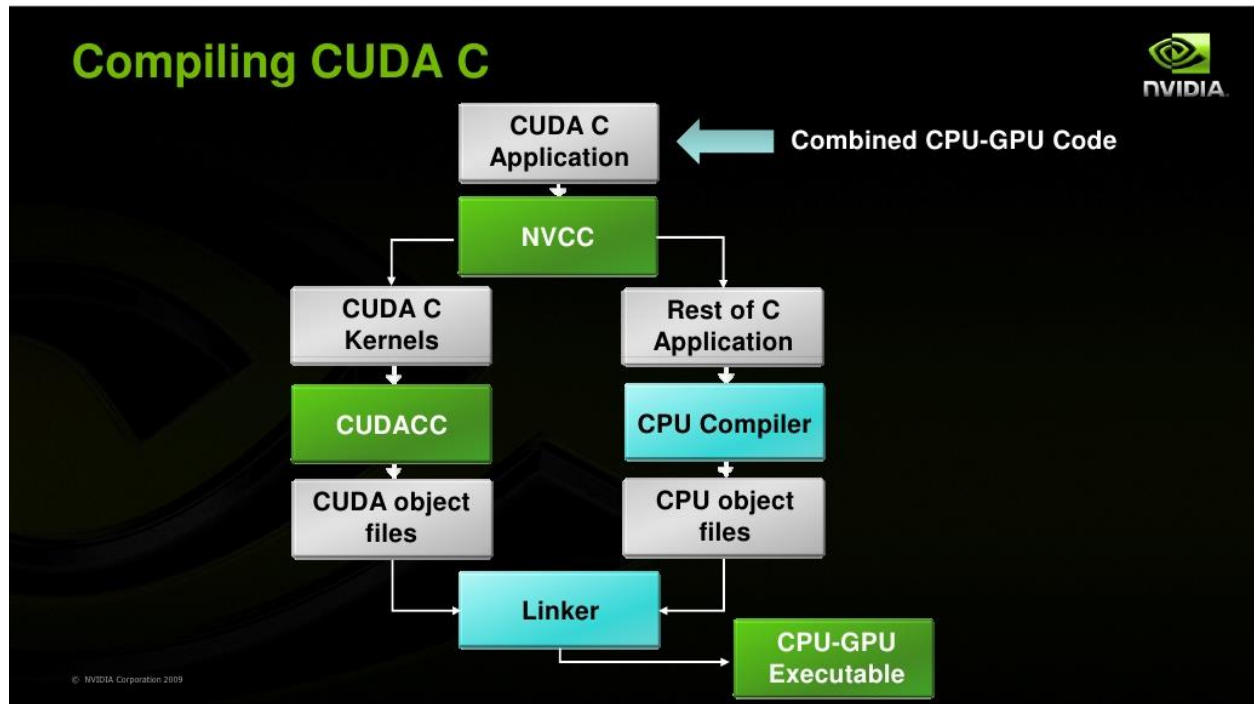 Compiling CUDA C
NVIDIA.
CUDA C
Application
Combined CPU-GPU Code
NVCC
CUDA C
Kernels
Rest of C
Application
CUDACC
CPU Compiler
CUDA object
files
CPU object
files
Linker
CPU-GPU
Executable
© NVIDIA Corporation 2009